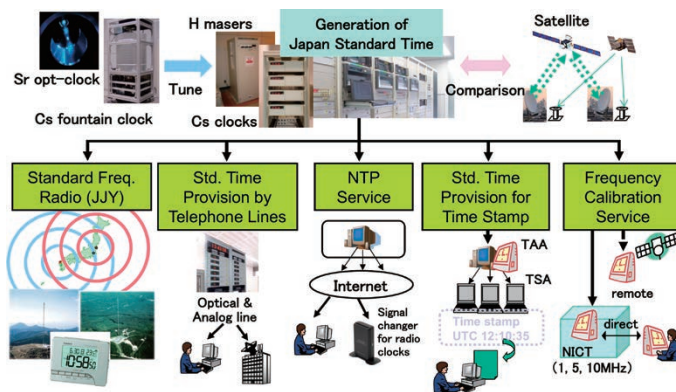 H masers
Generation of
Japan Standard Time
Satellite
Sr opt-clock
Tune
Comparison
Cs fountain clock
Cs clocks
Standard Freq.
Radio (JJY)
Std. Time
Provision by
Telephone Lines
NTP
Service
Std. Time
Provision for
Time Stamp
Frequency
Calibration
Service
TAA
TSA
remote
Optical &
Analog line
Internet
Signal
changer
for radio
clocks
Time stamp
UTC 12:10:35
direct
NICT
(1, 5, 10MHz)
10:58